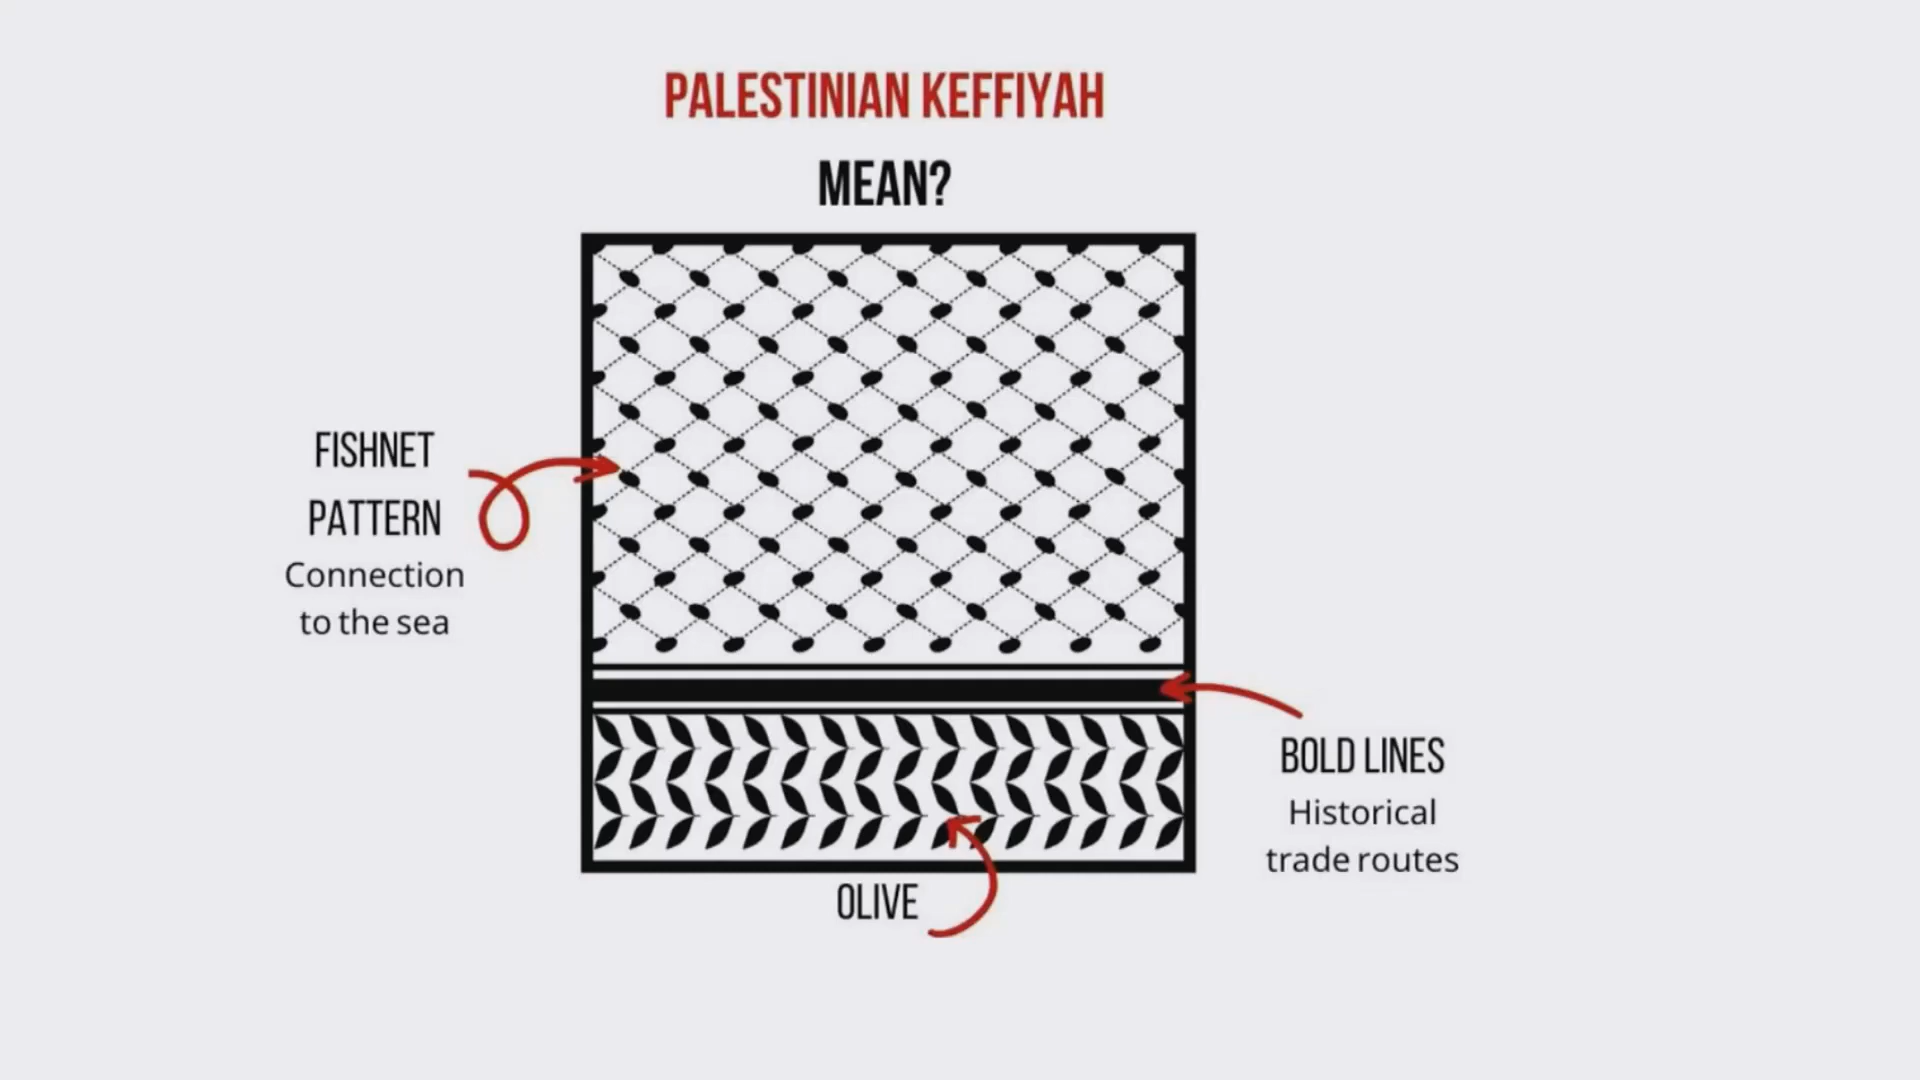 PALESTINIAN KEFFIYAH
MEAN?
FISHNET
PATTERN
Connection
to the sea
BOLD LINES
Historical
trade routes
OLIVE